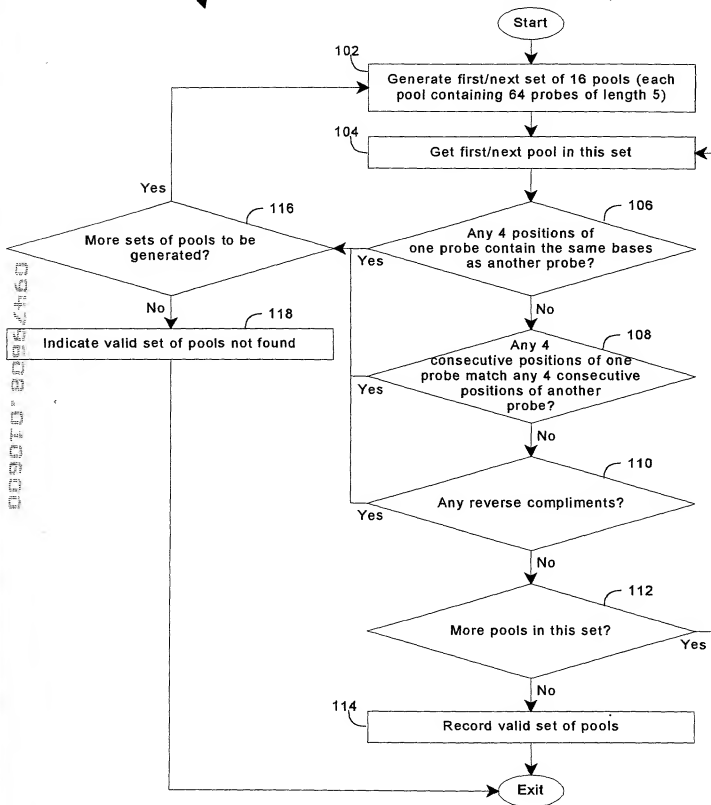 Start
102
Generate first/next set of 16 pools (each
pool containing 64 probes of length 5)
104
Get first/next pool in this set
Yes
116
106
More sets of pools to be
generated?
Yes
Any 4 positions of
one probe contain the same bases
as another probe?
No
118
No
Indicate valid set of pools not found
108
Any 4
consecutive positions of one
probe match any 4 consecutive
positions of another
probe?
Yes
No
110
Any reverse compliments?
Yes
No
112
More pools in this set?
Yes
No
114
Record valid set of pools
Exit